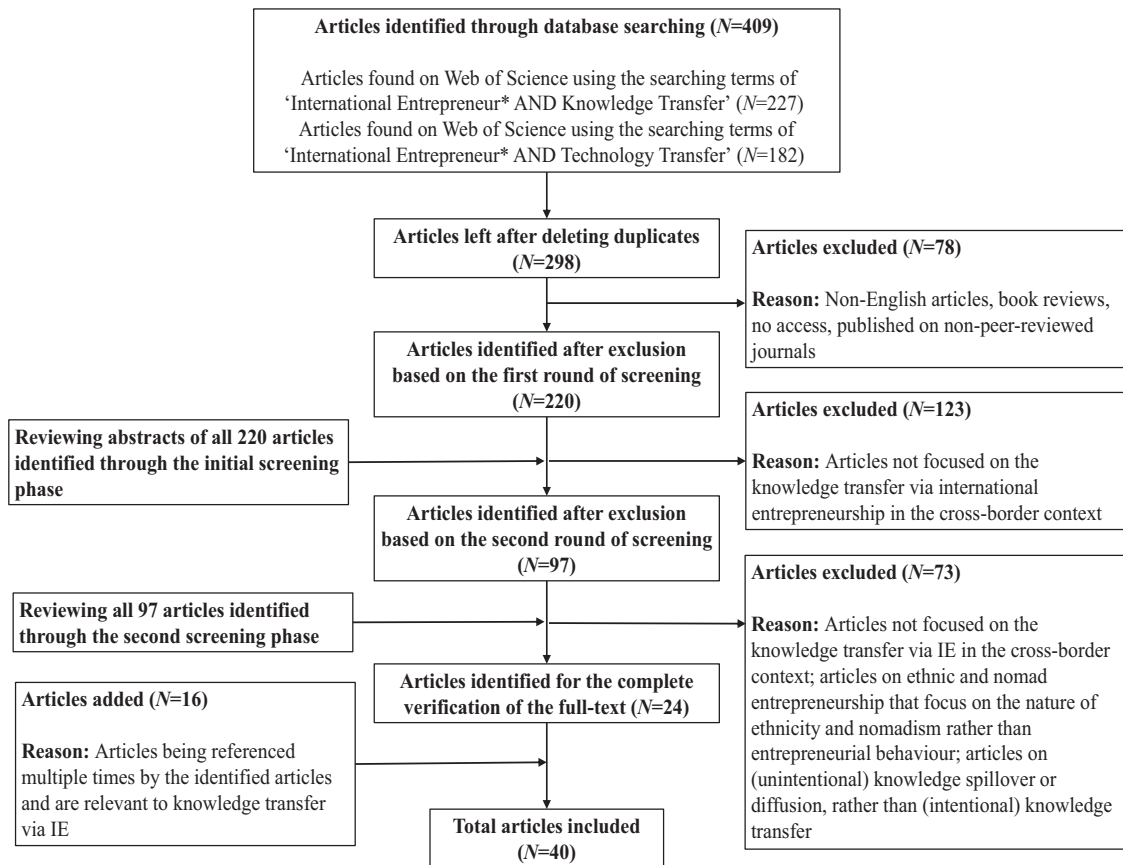 Articles identified through database searching (N=409)
Articles found on Web of Science using the searching terms of
‘International Entrepreneur* AND Knowledge Transfer’ (N=227)
Articles found on Web of Science using the searching terms of
‘International Entrepreneur* AND Technology Transfer’ (N=182)
Articles left after deleting duplicates
(N=298)
Articles excluded (N=78)
Reason: Non-English articles, book reviews,
no access, published on non-peer-reviewed
journals
Articles identified after exclusion
based on the first round of screening
(N=220)
Reviewing abstracts of all 220 articles
identified through the initial screening
phase
Articles excluded (N=123)
Reason: Articles not focused on the
knowledge transfer via international
entrepreneurship in the cross-border context
Articles identified after exclusion
based on the second round of screening
(N=97)
Reviewing all 97 articles identified
through the second screening phase
Articles excluded (N=73)
Reason: Articles not focused on the
knowledge transfer via IE in the cross-border
context; articles on ethnic and nomad
entrepreneurship that focus on the nature of
ethnicity and nomadism rather than
entrepreneurial behaviour; articles on
(unintentional) knowledge spillover or
diffusion, rather than (intentional) knowledge
transfer
Articles identified for the complete
verification of the full-text (N=24)
Articles added (N=16)
Reason: Articles being referenced
multiple times by the identified articles
and are relevant to knowledge transfer
via IE
Total articles included
(N=40)